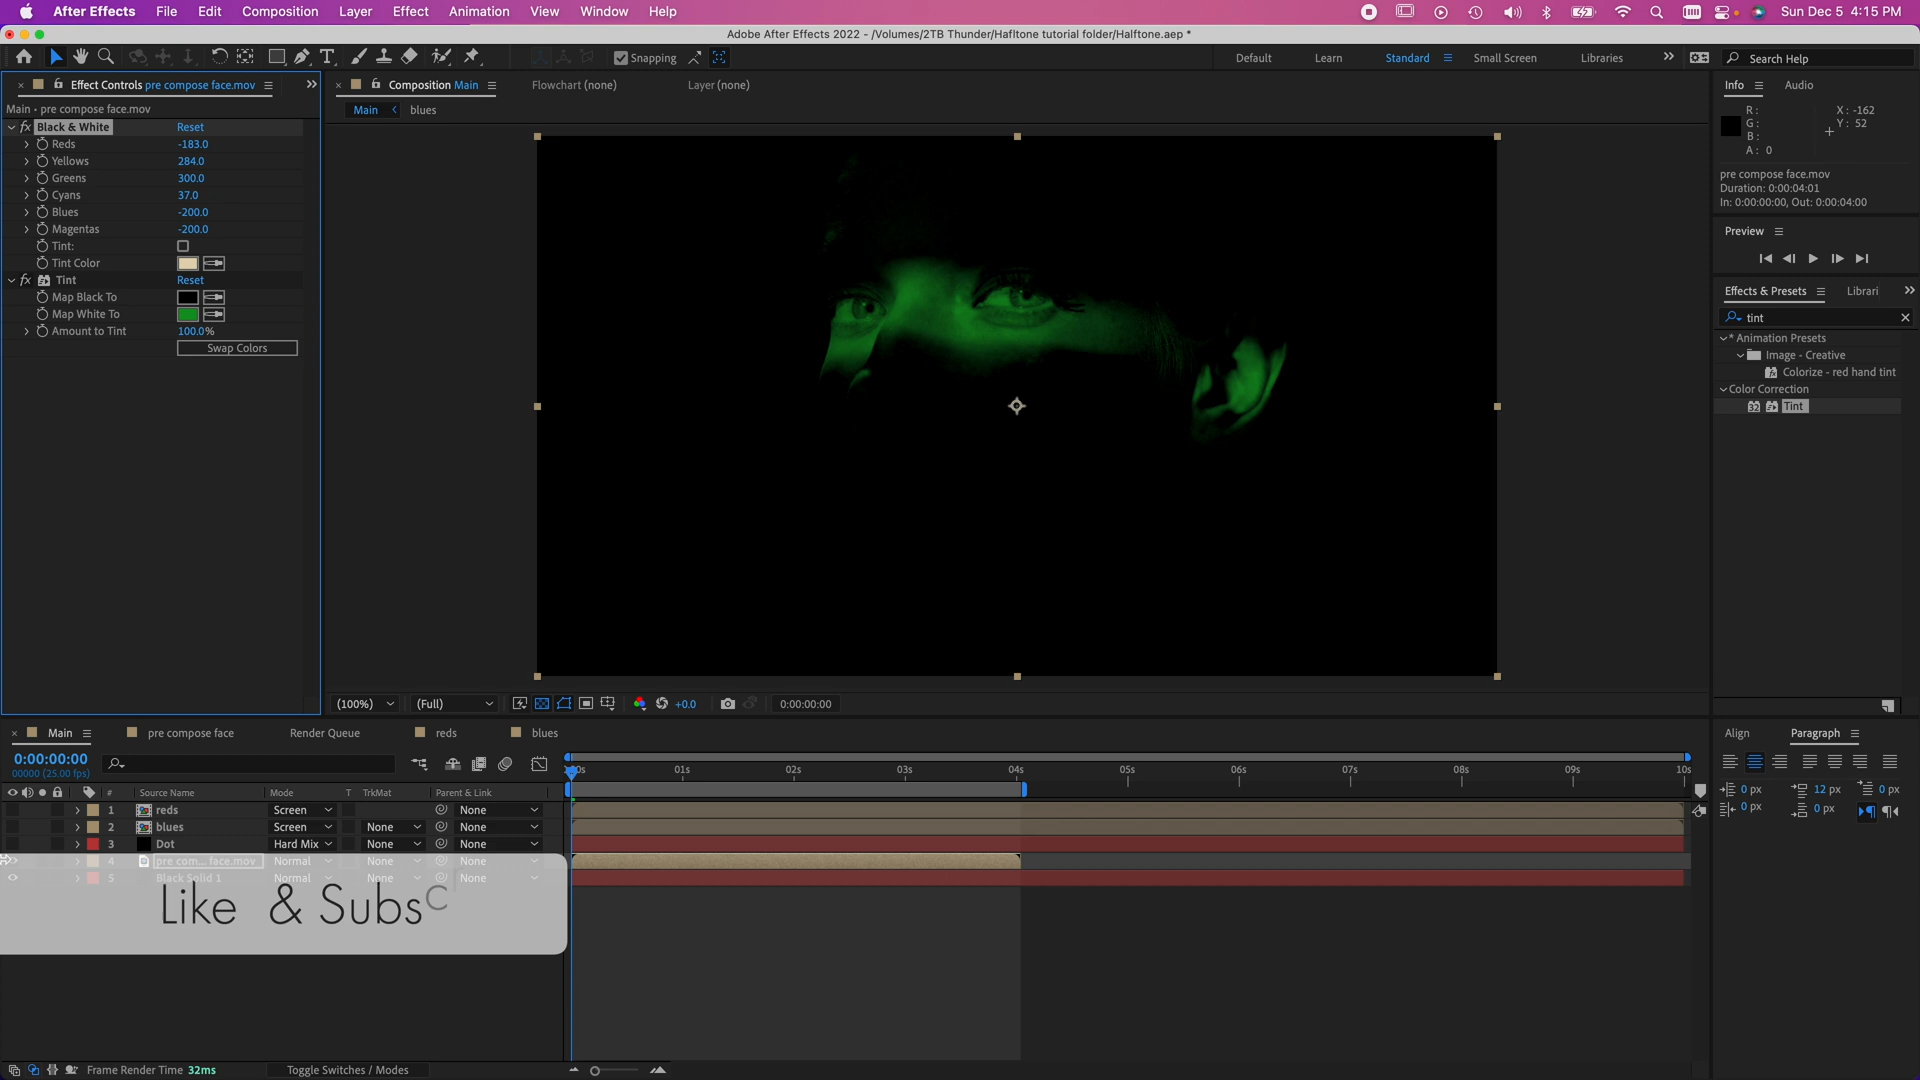 After Effects File Edit Composition Layer Effect Animation View Window Help Sun Dec 5 4:15 PM
Adobe After Effects 2022 - /Volumes/2TB Thunder/Hafltone tutorial folder/Halftone.aep *
Snapping Default Learn Standard Small Screen Libraries Search Help
Effect Controls pre compose face.mov
Main • pre compose face.mov
fx Black & White Reset
Reds -183.0
Yellows 284.0
Greens 300.0
Cyans 37.0
Blues -200.0
Magentas -200.0
Tint:
Tint Color
fx Tint Reset
Map Black To
Map White To
Amount to Tint 100.0%
Swap Colors
Composition Main Flowchart (none) Layer (none)
Main blues
(100%) (Full) +0.0 0:00:00:00
Info Audio
R: X: -162
G: Y: 52
B:
A: 0
pre compose face.mov
Duration: 0:00:04:01
In: 0:00:00:00, Out: 0:00:04:00
Preview
Effects & Presets Librari
tint
* Animation Presets
Image - Creative
Colorize - red hand tint
Color Correction
32 Tint
Main pre compose face Render Queue reds blues
0:00:00:00
00000 (25.00 fps)
01s 02s 03s 04s 05s 06s 07s 08s 09s 10s
# Source Name Mode T TrkMat Parent & Link
1 reds Screen None
2 blues Screen None None
3 Dot Hard Mix None None
4 pre com... face.mov Normal None None
5 Black Solid 1 Normal None None
Like & Subsc
Align Paragraph
0 px 12 px 0 px
0 px 0 px
Frame Render Time 32ms Toggle Switches / Modes